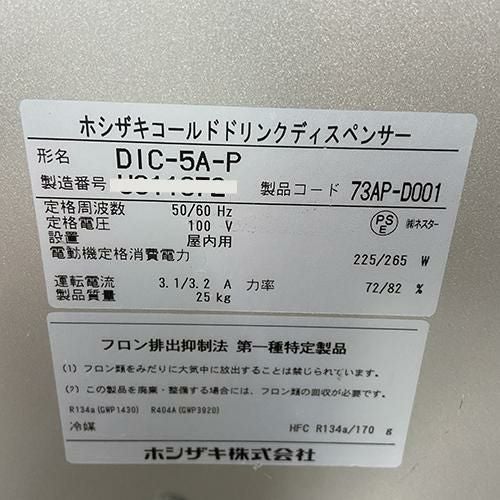 ホシザキコールドドリンクディスペンサー
形名 DIC-5A-P
製造番号 製品コード 73AP-D001
定格周波数 50/60 Hz
定格電圧 100 V
設置 屋内用
PSE ㈱ネスター
電動機定格消費電力 225/265 W
運転電流 3.1/3.2 A 力率 72/82 %
製品質量 25 kg
フロン排出抑制法 第一種特定製品
(1) フロン類をみだりに大気中に放出することは禁じられています。
(2) この製品を廃棄・整備する場合には、フロン類の回収が必要です。
R134a(GWP1430) R404A(GWP3920)
冷媒 HFC R134a/170 g
ホシザキ株式会社